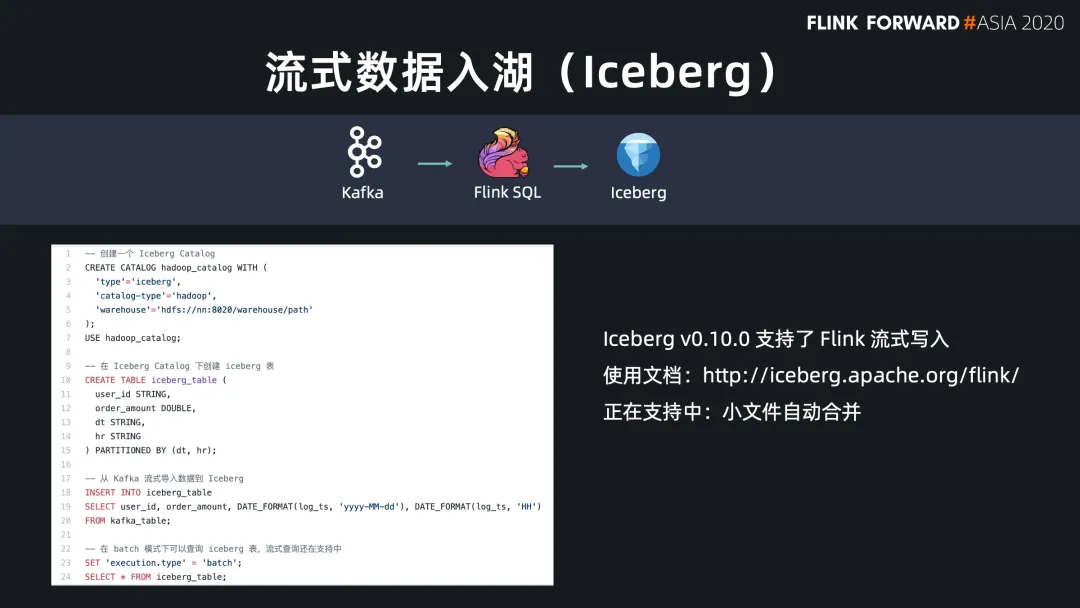 FLINK FORWARD #ASIA 2020
流式数据入湖（Iceberg）
Kafka
Flink SQL
Iceberg
1 -- 创建一个 Iceberg Catalog
2 CREATE CATALOG hadoop_catalog WITH (
3 'type'='iceberg',
4 'catalog-type'='hadoop',
5 'warehouse'='hdfs://nn:8020/warehouse/path'
6 );
7 USE hadoop_catalog;
8
9 -- 在 Iceberg Catalog 下创建 iceberg 表
10 CREATE TABLE iceberg_table (
11 user_id STRING,
12 order_amount DOUBLE,
13 dt STRING,
14 hr STRING
15 ) PARTITIONED BY (dt, hr);
16
17 -- 从 Kafka 流式导入数据到 Iceberg
18 INSERT INTO iceberg_table
19 SELECT user_id, order_amount, DATE_FORMAT(log_ts, 'yyyy-MM-dd'), DATE_FORMAT(log_ts, 'HH')
20 FROM kafka_table;
21
22 -- 在 batch 模式下可以查询 iceberg 表，流式查询还在支持中
23 SET 'execution.type' = 'batch';
24 SELECT * FROM iceberg_table;
Iceberg v0.10.0 支持了 Flink 流式写入
使用文档：http://iceberg.apache.org/flink/
正在支持中：小文件自动合并